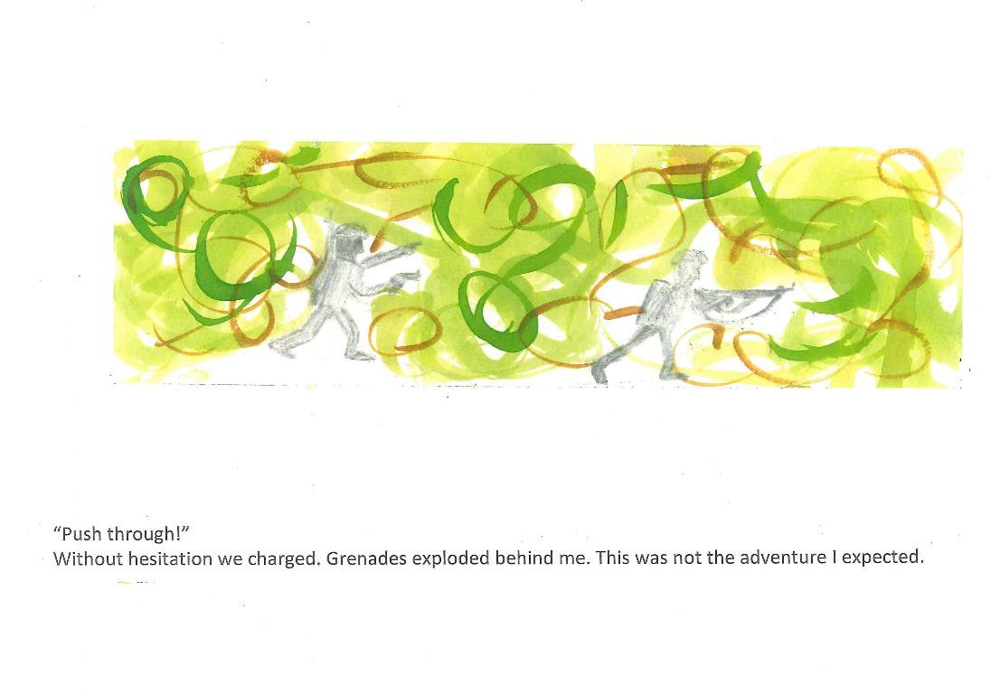 “Push through!”
Without hesitation we charged. Grenades exploded behind me. This was not the adventure I expected.